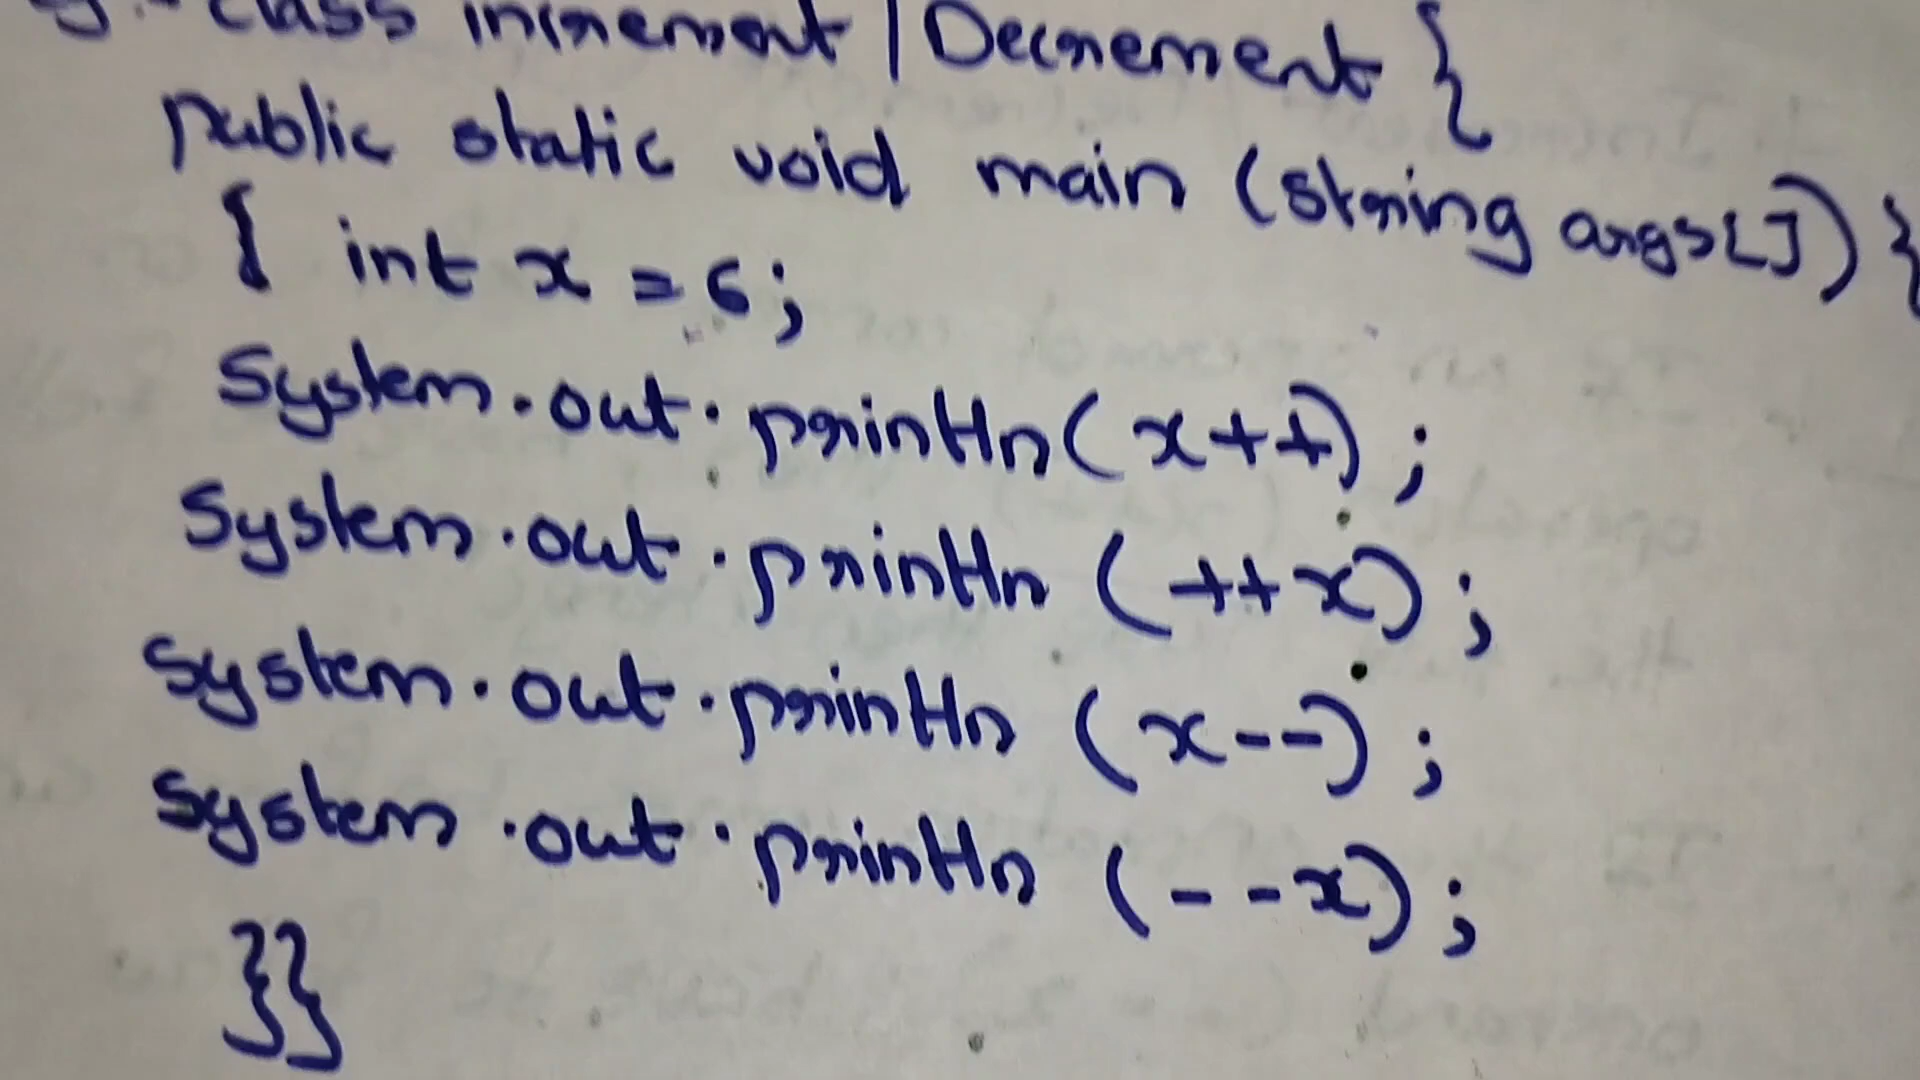 class increment/Decrement {
public static void main (string args[]) {
{ int x = 6;
System.out.println(x++);
System.out.println (++x);
System.out.println (x--);
System.out.println (--x);
}}